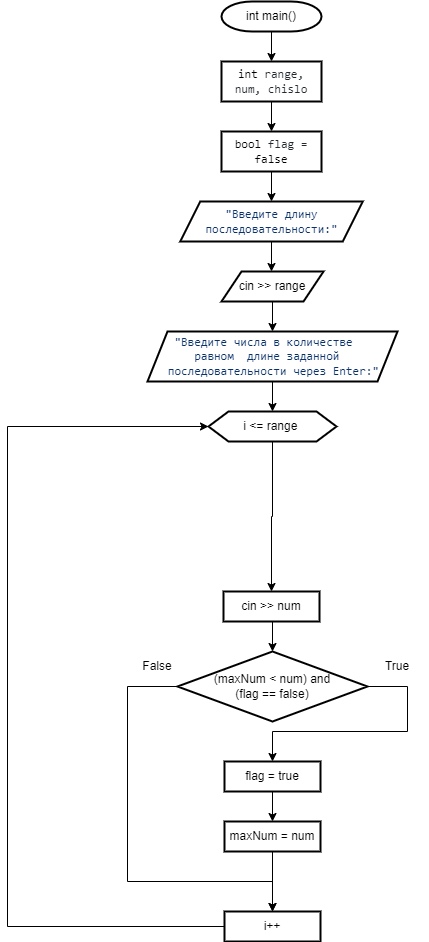 int main()
int range,
num, chislo
bool flag =
false
"Введите длину
последовательности:"
cin >> range
"Введите числа в количестве
равном длине заданной
последовательности через Enter:"
i <= range
cin >> num
False
True
(maxNum < num) and
(flag == false)
flag = true
maxNum = num
i++